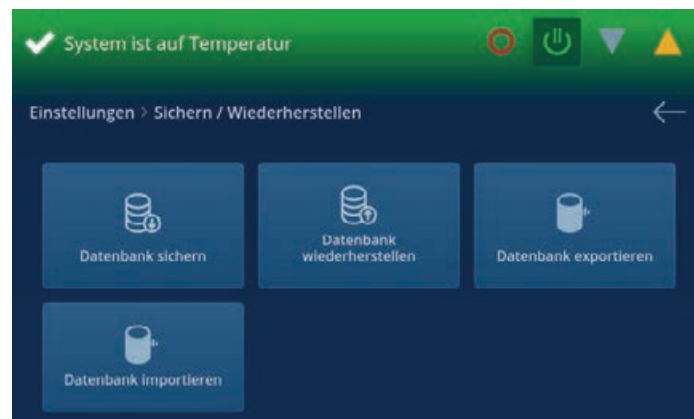 System ist auf Temperatur
Einstellungen > Sichern / Wiederherstellen
Datenbank sichern
Datenbank
wiederherstellen
Datenbank exportieren
Datenbank importieren